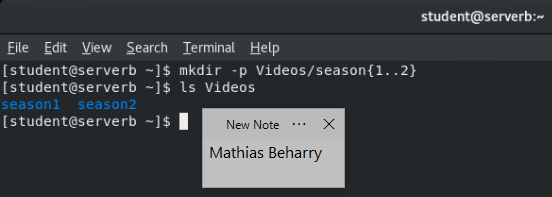 student@serverb:~
File Edit View Search Terminal Help
[student@serverb ~]$ mkdir -p Videos/season{1..2}
[student@serverb ~]$ ls Videos
season1  season2
[student@serverb ~]$
New Note
Mathias Beharry